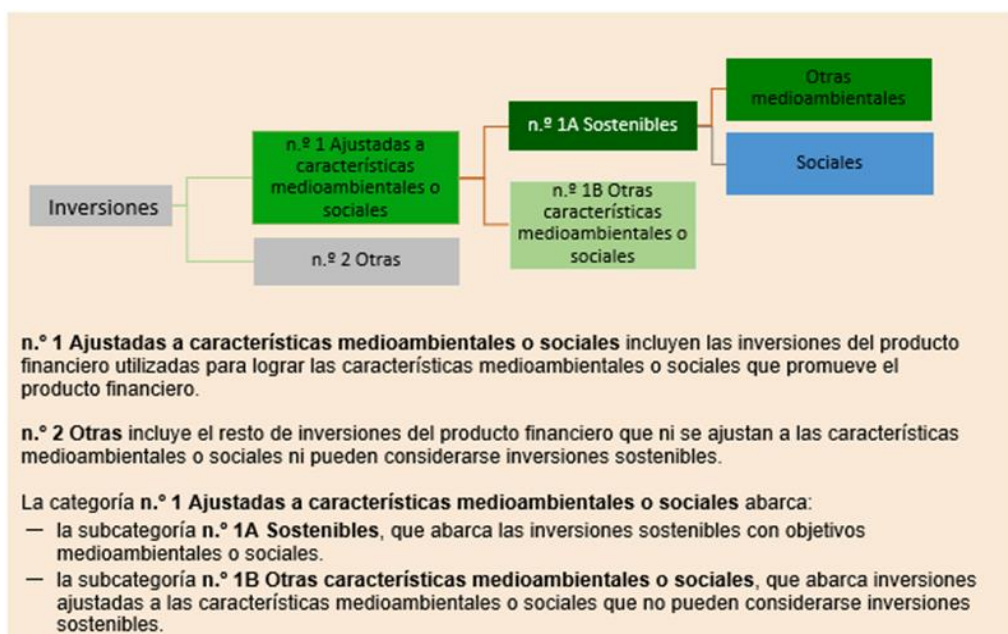 Inversiones
n.º 1 Ajustadas a
características
medioambientales o
sociales
n.º 2 Otras
n.º 1A Sostenibles
n.º 1B Otras
características
medioambientales o
sociales
Otras
medioambientales
Sociales
n.° 1 Ajustadas a características medioambientales o sociales incluyen las inversiones del producto
financiero utilizadas para lograr las características medioambientales o sociales que promueve el
producto financiero.
n.° 2 Otras incluye el resto de inversiones del producto financiero que ni se ajustan a las características
medioambientales o sociales ni pueden considerarse inversiones sostenibles.
La categoría n.° 1 Ajustadas a características medioambientales o sociales abarca:
— la subcategoría n.° 1A Sostenibles, que abarca las inversiones sostenibles con objetivos
medioambientales o sociales.
— la subcategoría n.° 1B Otras características medioambientales o sociales, que abarca inversiones
ajustadas a las características medioambientales o sociales que no pueden considerarse inversiones
sostenibles.